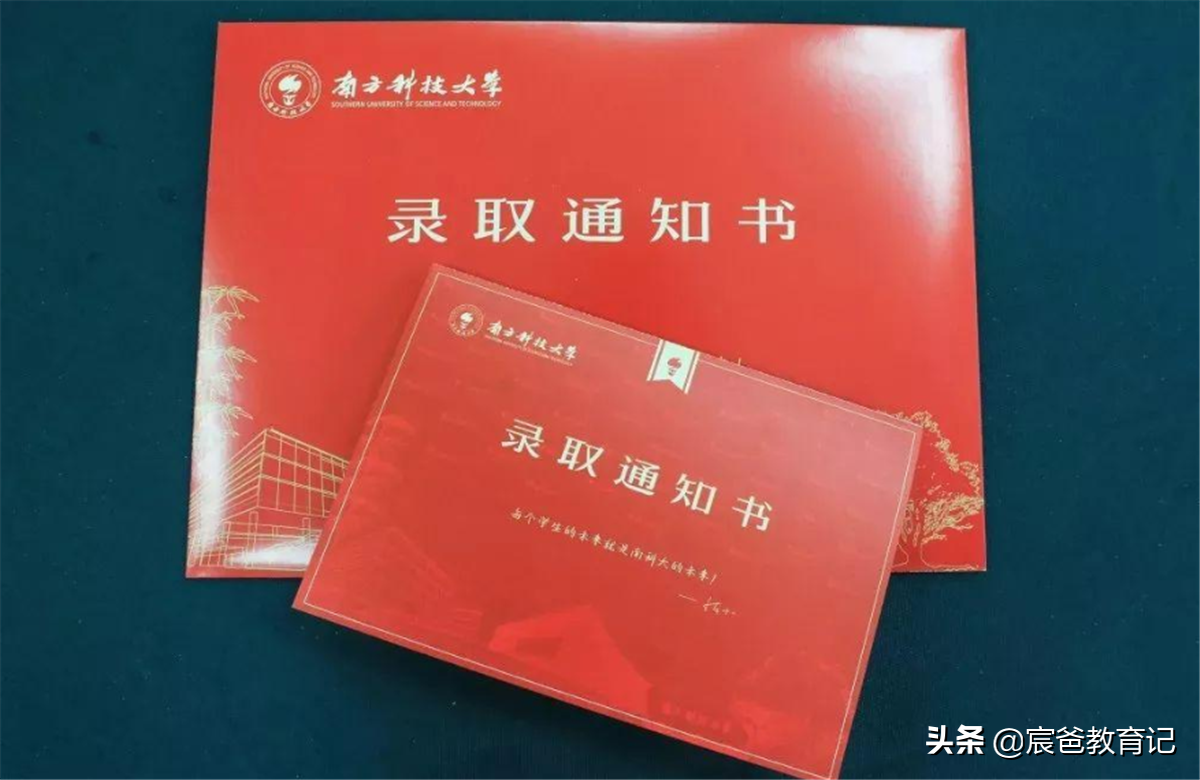 南方科技大学
SOUTHERN UNIVERSITY OF SCIENCE AND TECHNOLOGY
录取通知书
南方科技大学
录取通知书
每个学生的未来就是南科大的未来！
头条 @宸爸教育记